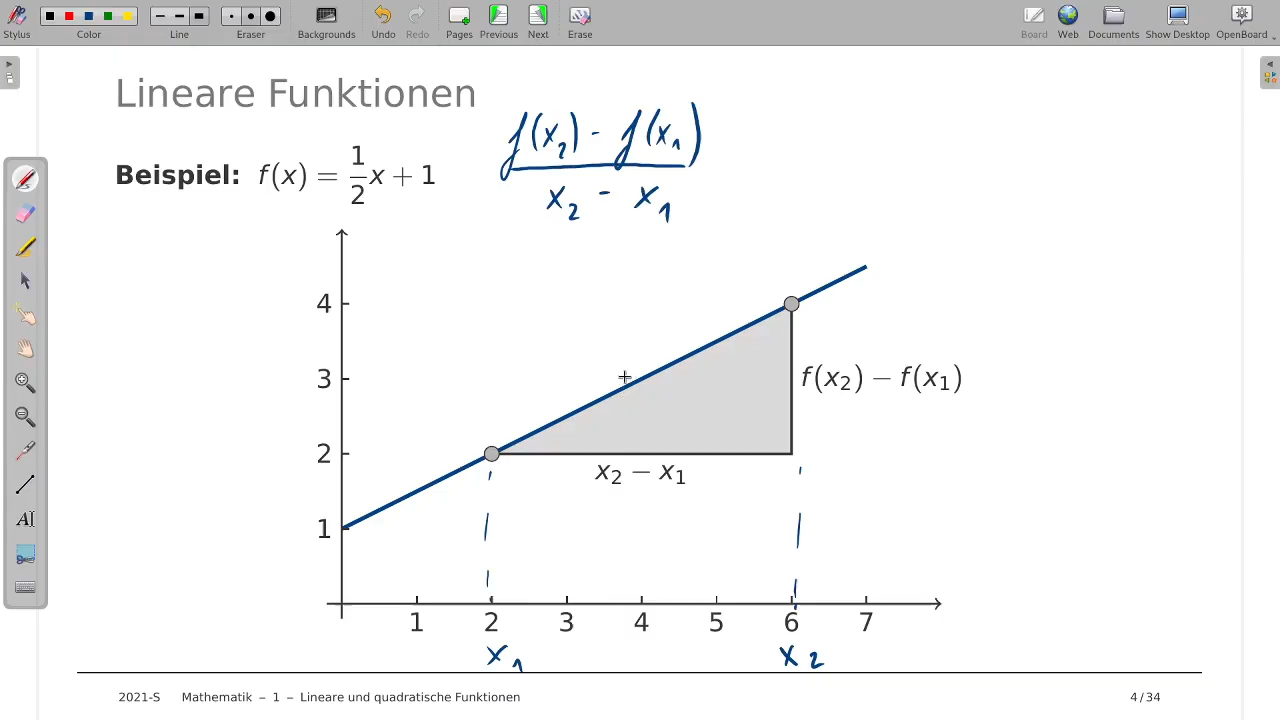 Stylus Color Line Eraser Backgrounds Undo Redo Pages Previous Next Erase Board Web Documents Show Desktop OpenBoard
Lineare Funktionen
Beispiel: f(x) = 1/2 x + 1
f(x₂) - f(x₁)
x₂ - x₁
4
3
2
1
f(x₂) − f(x₁)
x₂ − x₁
1 2 3 4 5 6 7
x₁ x₂
2021-S Mathematik – 1 – Lineare und quadratische Funktionen 4/34
AI